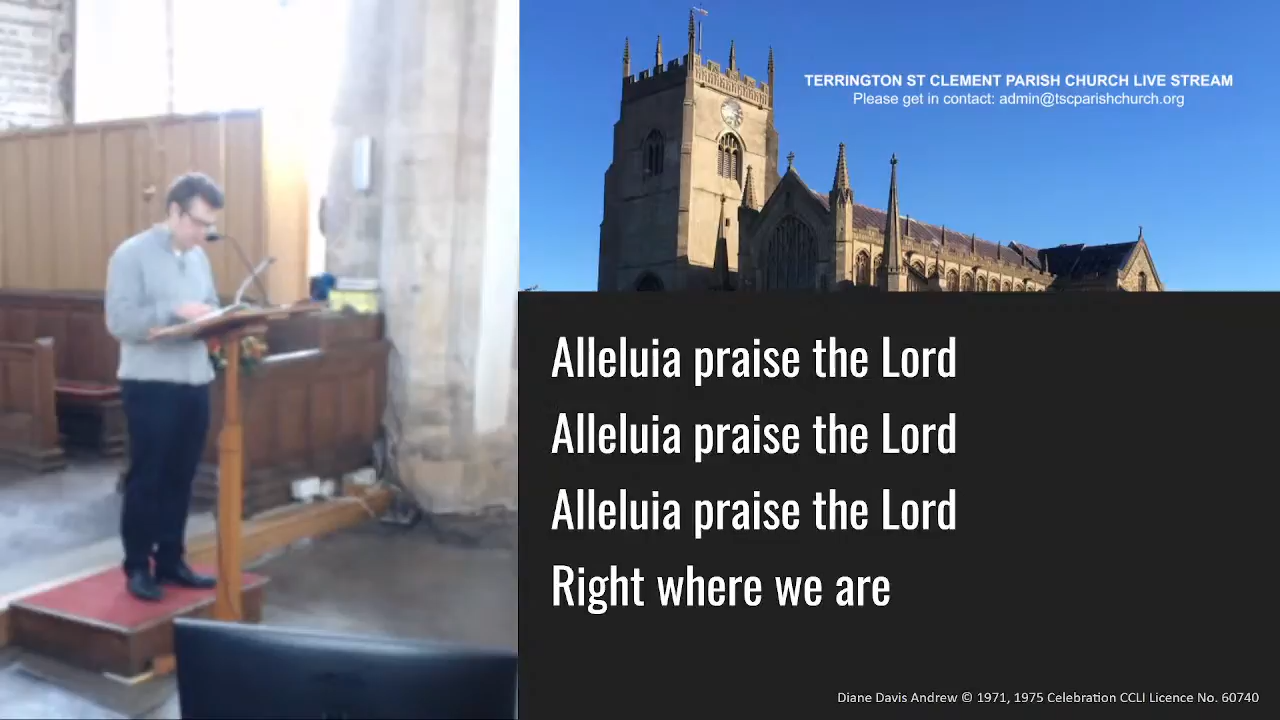 TERRINGTON ST CLEMENT PARISH CHURCH LIVE STREAM
Please get in contact: admin@tscparishchurch.org
Alleluia praise the Lord
Alleluia praise the Lord
Alleluia praise the Lord
Right where we are
Diane Davis Andrew © 1971, 1975 Celebration CCLI Licence No. 60740